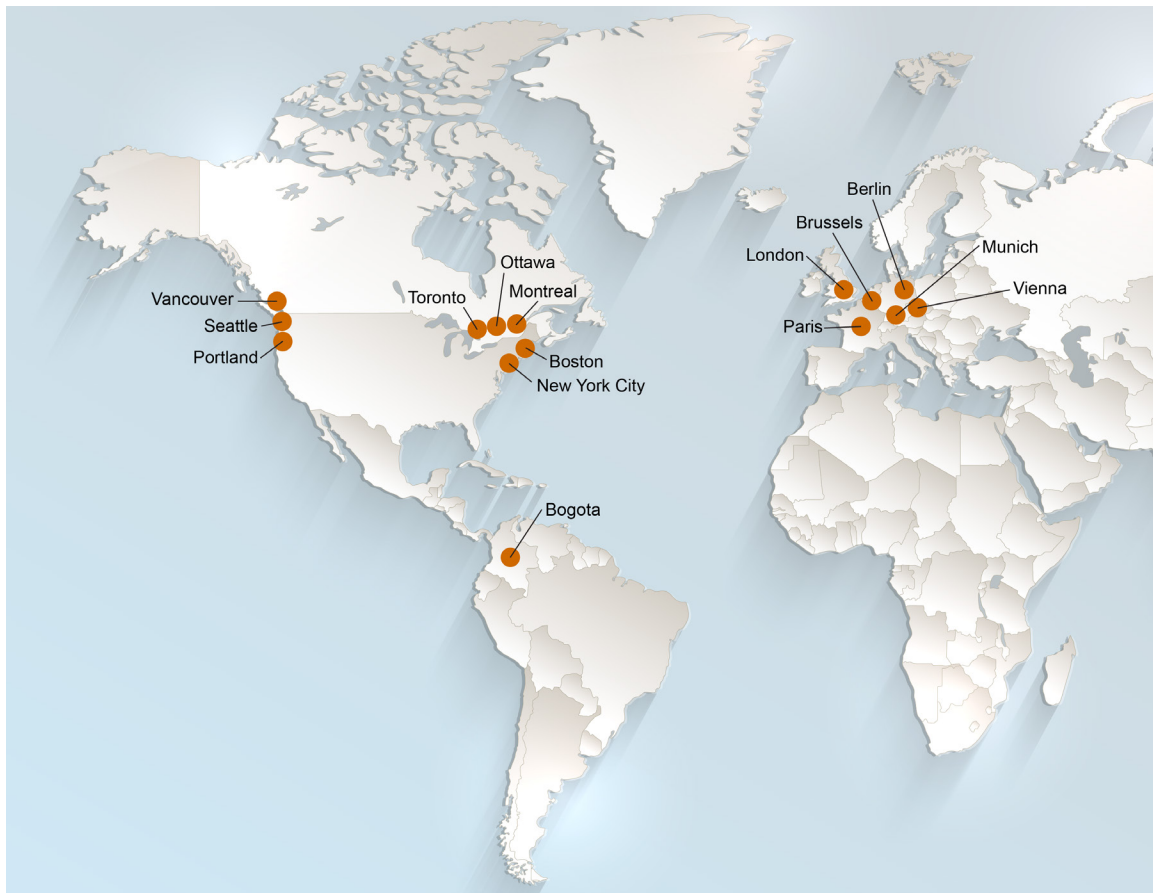 Berlin
Brussels
London
Munich
Ottawa
Vienna
Toronto
Montreal
Vancouver
Seattle
Paris
Portland
Boston
New York City
Bogota